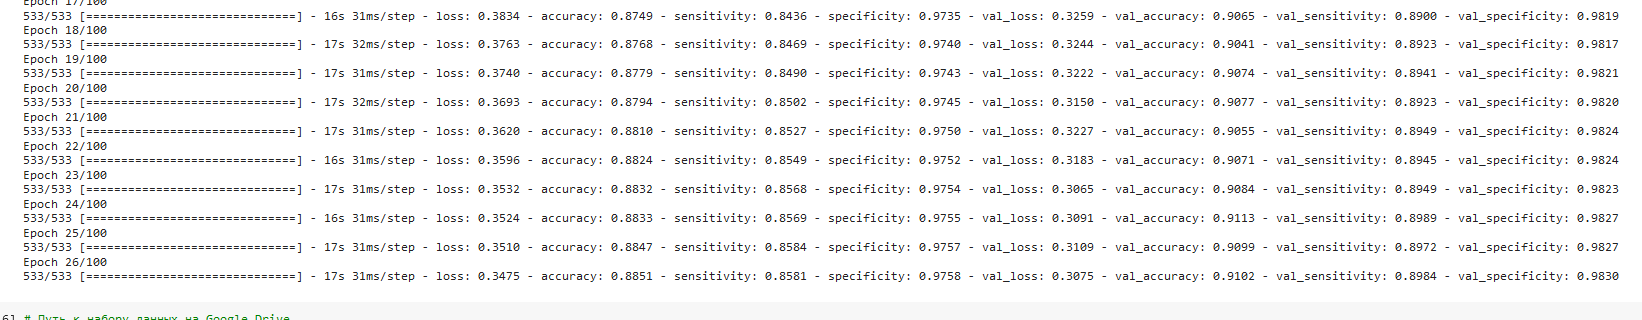 Epoch 17/100
533/533 [==============================] - 16s 31ms/step - loss: 0.3834 - accuracy: 0.8749 - sensitivity: 0.8436 - specificity: 0.9735 - val_loss: 0.3259 - val_accuracy: 0.9065 - val_sensitivity: 0.8900 - val_specificity: 0.9819
Epoch 18/100
533/533 [==============================] - 17s 32ms/step - loss: 0.3763 - accuracy: 0.8768 - sensitivity: 0.8469 - specificity: 0.9740 - val_loss: 0.3244 - val_accuracy: 0.9041 - val_sensitivity: 0.8923 - val_specificity: 0.9817
Epoch 19/100
533/533 [==============================] - 17s 31ms/step - loss: 0.3740 - accuracy: 0.8779 - sensitivity: 0.8490 - specificity: 0.9743 - val_loss: 0.3222 - val_accuracy: 0.9074 - val_sensitivity: 0.8941 - val_specificity: 0.9821
Epoch 20/100
533/533 [==============================] - 17s 32ms/step - loss: 0.3693 - accuracy: 0.8794 - sensitivity: 0.8502 - specificity: 0.9745 - val_loss: 0.3150 - val_accuracy: 0.9077 - val_sensitivity: 0.8923 - val_specificity: 0.9820
Epoch 21/100
533/533 [==============================] - 17s 31ms/step - loss: 0.3620 - accuracy: 0.8810 - sensitivity: 0.8527 - specificity: 0.9750 - val_loss: 0.3227 - val_accuracy: 0.9055 - val_sensitivity: 0.8949 - val_specificity: 0.9824
Epoch 22/100
533/533 [==============================] - 16s 31ms/step - loss: 0.3596 - accuracy: 0.8824 - sensitivity: 0.8549 - specificity: 0.9752 - val_loss: 0.3183 - val_accuracy: 0.9071 - val_sensitivity: 0.8945 - val_specificity: 0.9824
Epoch 23/100
533/533 [==============================] - 17s 31ms/step - loss: 0.3532 - accuracy: 0.8832 - sensitivity: 0.8568 - specificity: 0.9754 - val_loss: 0.3065 - val_accuracy: 0.9084 - val_sensitivity: 0.8949 - val_specificity: 0.9823
Epoch 24/100
533/533 [==============================] - 16s 31ms/step - loss: 0.3524 - accuracy: 0.8833 - sensitivity: 0.8569 - specificity: 0.9755 - val_loss: 0.3091 - val_accuracy: 0.9113 - val_sensitivity: 0.8989 - val_specificity: 0.9827
Epoch 25/100
533/533 [==============================] - 17s 31ms/step - loss: 0.3510 - accuracy: 0.8847 - sensitivity: 0.8584 - specificity: 0.9757 - val_loss: 0.3109 - val_accuracy: 0.9099 - val_sensitivity: 0.8972 - val_specificity: 0.9827
Epoch 26/100
533/533 [==============================] - 17s 31ms/step - loss: 0.3475 - accuracy: 0.8851 - sensitivity: 0.8581 - specificity: 0.9758 - val_loss: 0.3075 - val_accuracy: 0.9102 - val_sensitivity: 0.8984 - val_specificity: 0.9830
6] # Путь к набору данных на Google Drive